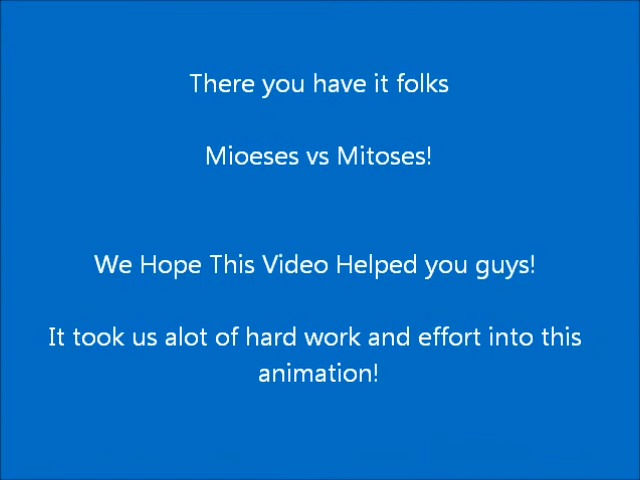 There you have it folks
Mioeses vs Mitoses!
We Hope This Video Helped you guys!
It took us alot of hard work and effort into this
animation!